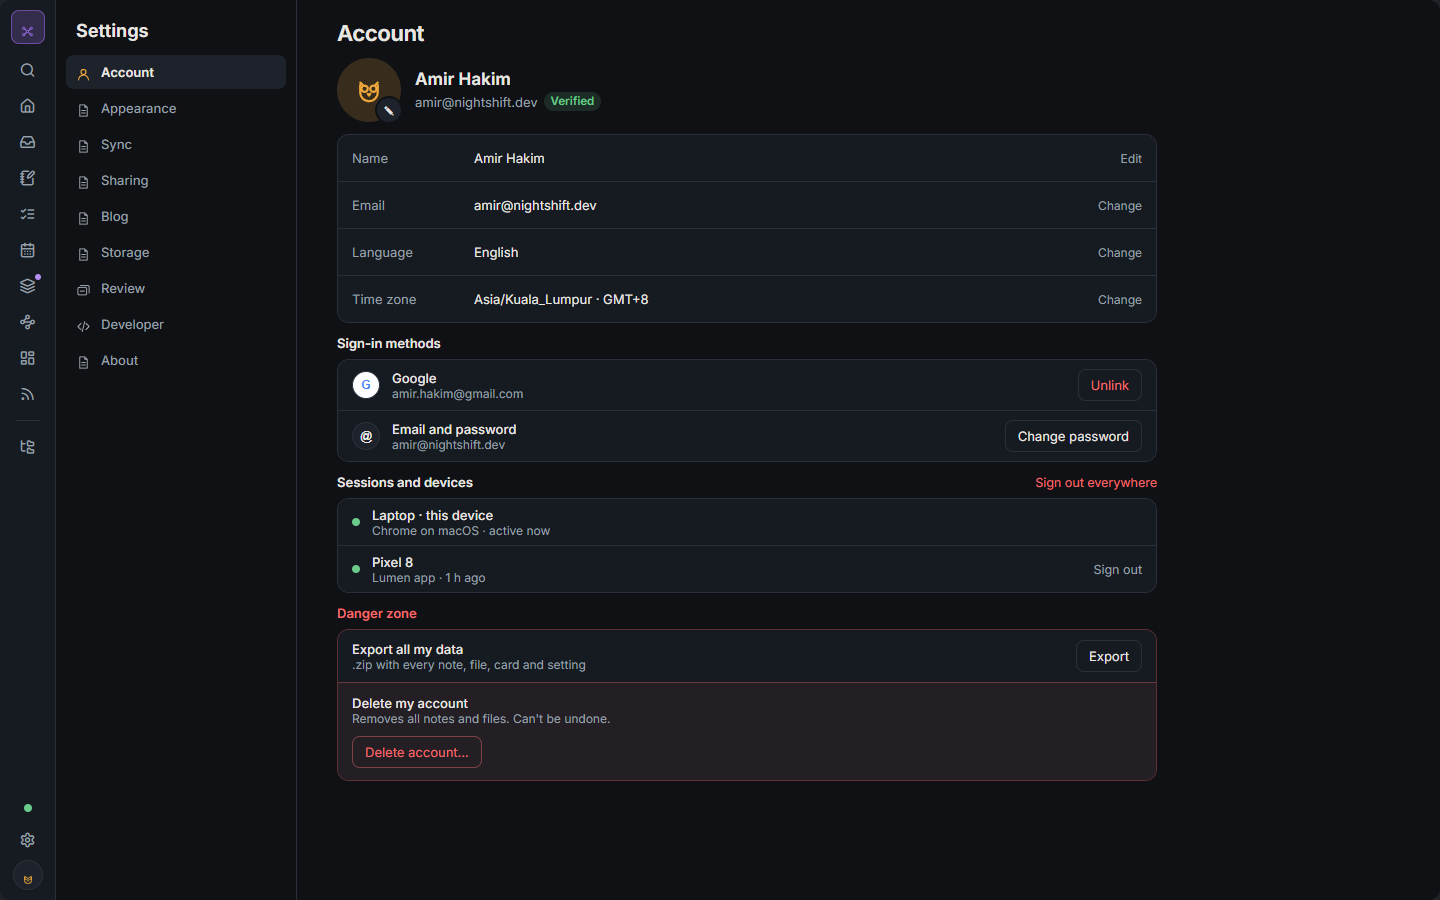 Settings
Account
Appearance
Sync
Sharing
Blog
Storage
Review
Developer
About
Account
Amir Hakim
amir@nightshift.dev Verified
Name Amir Hakim Edit
Email amir@nightshift.dev Change
Language English Change
Time zone Asia/Kuala_Lumpur · GMT+8 Change
Sign-in methods
G Google
amir.hakim@gmail.com
Unlink
@ Email and password
amir@nightshift.dev
Change password
Sessions and devices Sign out everywhere
Laptop · this device
Chrome on macOS · active now
Pixel 8
Lumen app · 1 h ago
Sign out
Danger zone
Export all my data
.zip with every note, file, card and setting
Export
Delete my account
Removes all notes and files. Can't be undone.
Delete account...